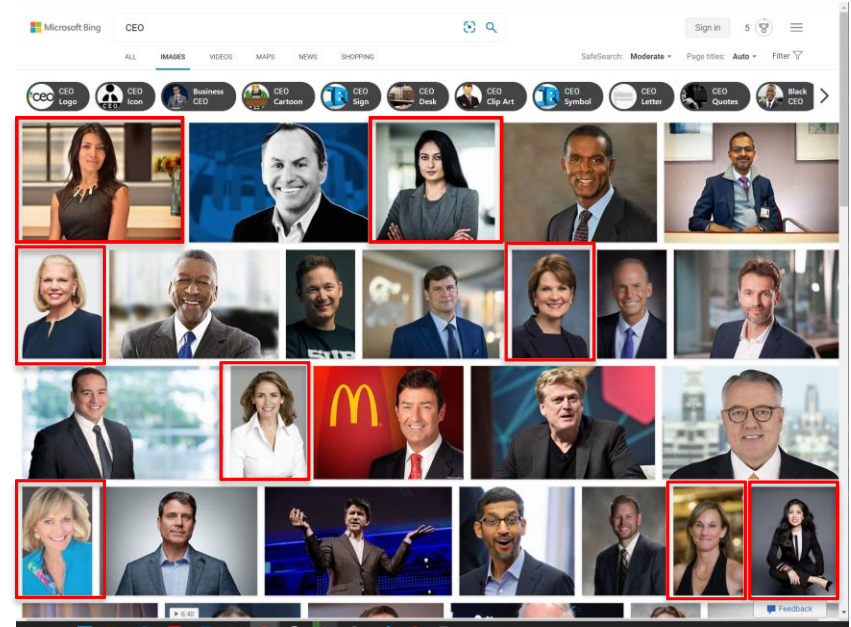 Microsoft Bing
CEO
Sign in
5
ALL
IMAGES
VIDEOS
MAPS
NEWS
SHOPPING
SafeSearch: Moderate
Page titles: Auto
Filter
ceo
CEO Logo
CEO
CEO Icon
Business CEO
CEO Cartoon
CEO Sign
CEO Desk
CEO Clip Art
CEO Symbol
CEO Letter
CEO Quotes
Black CEO
6:40
Feedback